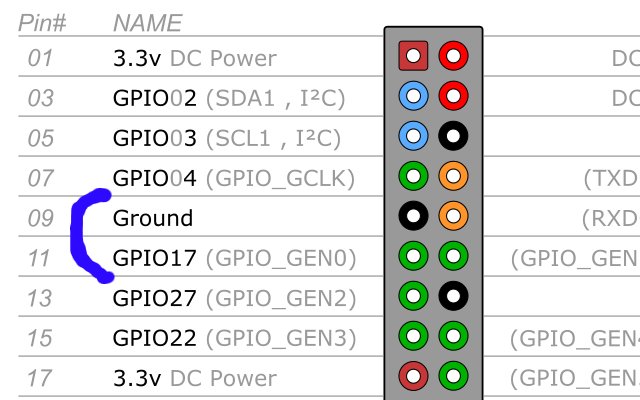 Pin# NAME
01 3.3v DC Power DC
03 GPIO02 (SDA1 , I²C) DC
05 GPIO03 (SCL1 , I²C)
07 GPIO04 (GPIO_GCLK) (TXD
09 Ground (RXD
11 GPIO17 (GPIO_GEN0) (GPIO_GEN
13 GPIO27 (GPIO_GEN2)
15 GPIO22 (GPIO_GEN3) (GPIO_GEN4
17 3.3v DC Power (GPIO_GEN